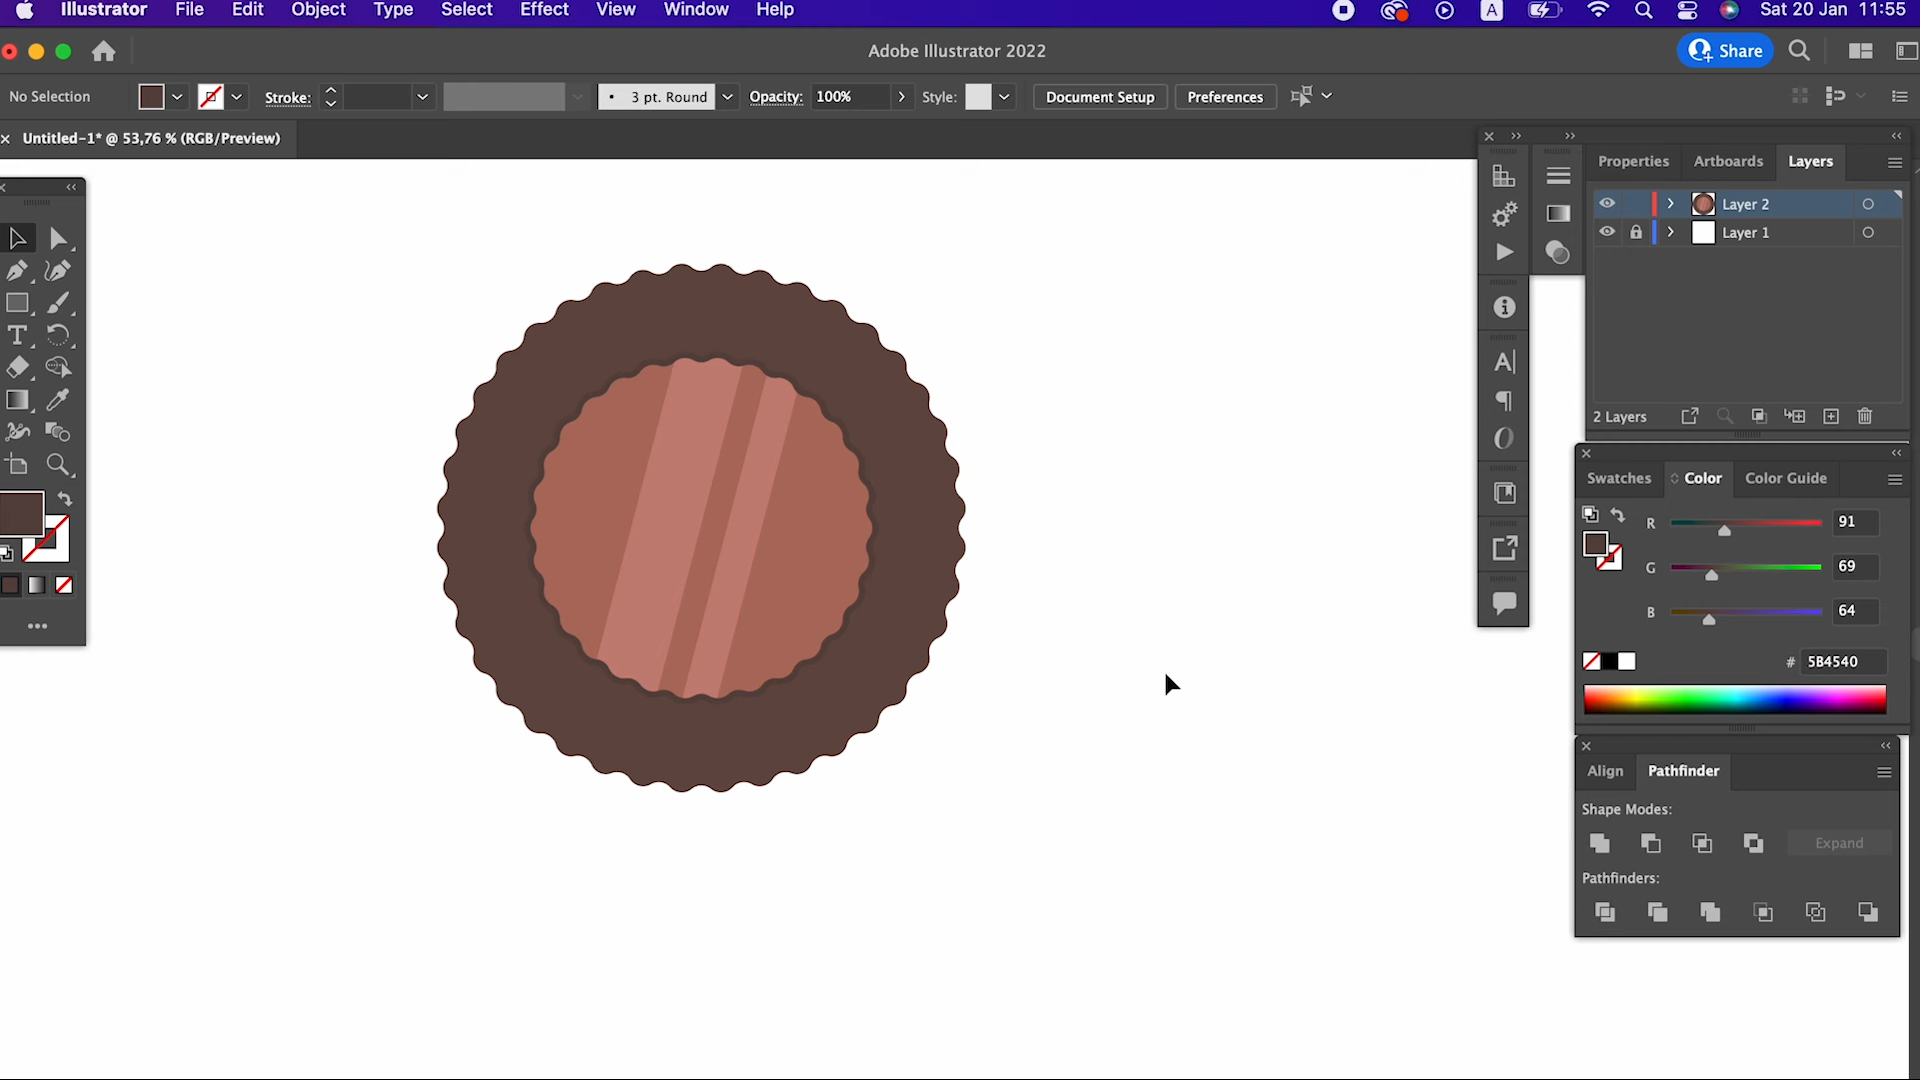 Illustrator File Edit Object Type Select Effect View Window Help A Sat 20 Jan 11:55
Adobe Illustrator 2022 Share
No Selection Stroke: 3 pt. Round Opacity: 100% Style: Document Setup Preferences
Untitled-1* @ 53,76 % (RGB/Preview)
Properties Artboards Layers
Layer 2
Layer 1
2 Layers
Swatches Color Color Guide
R 91
G 69
B 64
# 5B4540
Align Pathfinder
Shape Modes:
Expand
Pathfinders: